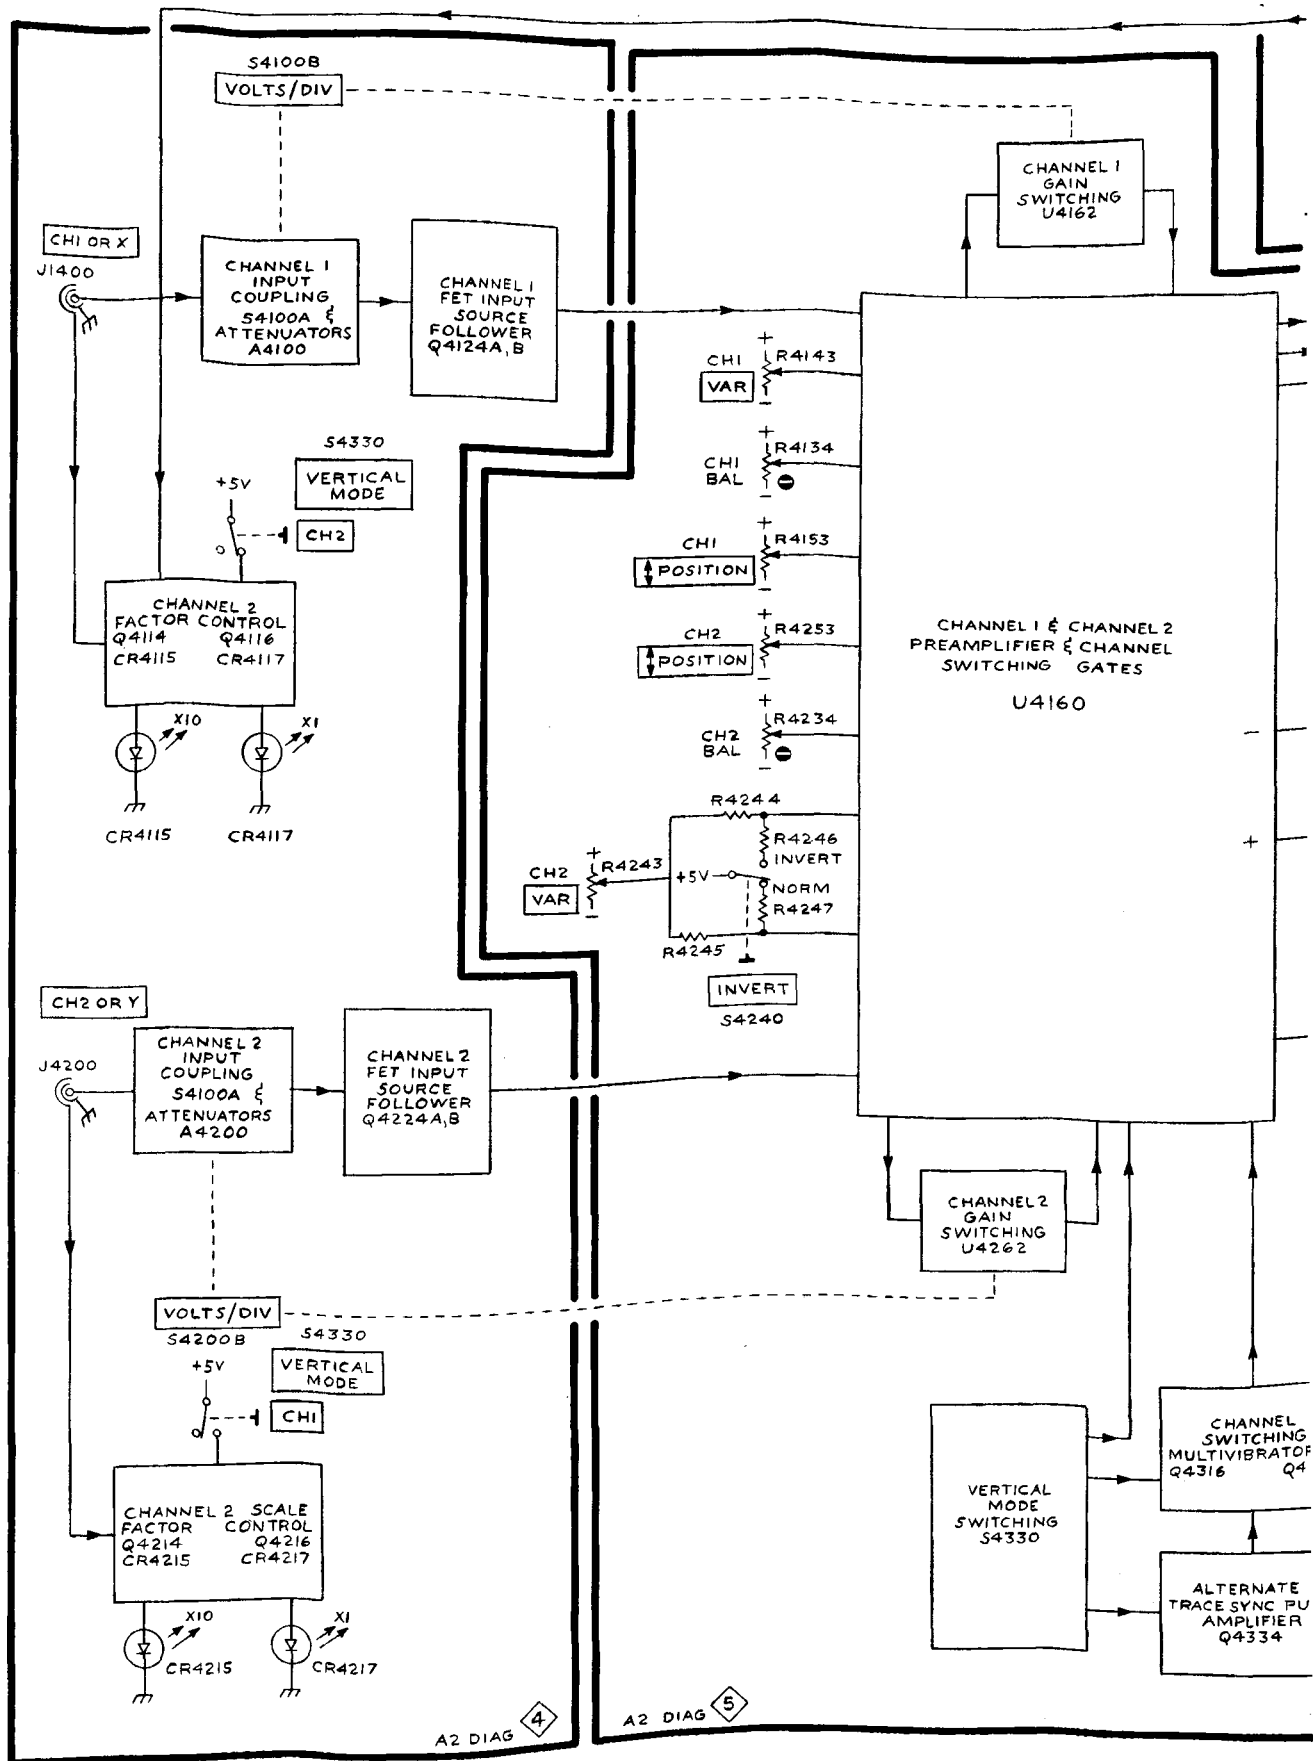 S4100B
VOLTS/DIV
CHANNEL 1
GAIN
SWITCHING
U4162
CH1 OR X
J1400
CHANNEL 1
INPUT
COUPLING
S4100A &
ATTENUATORS
A4100
CHANNEL 1
FET INPUT
SOURCE
FOLLOWER
Q4124A,B
+
CH1
R4143
VAR
−
S4330
VERTICAL
MODE
+5V
CH2
+
R4134
CH1
BAL
−
+
CH1
R4153
POSITION
−
CHANNEL 2
FACTOR CONTROL
Q4114 Q4116
CR4115 CR4117
+
CH2
R4253
POSITION
−
CHANNEL 1 & CHANNEL 2
PREAMPLIFIER & CHANNEL
SWITCHING GATES
U4160
X10
X1
CR4115
CR4117
+
R4234
CH2
BAL
−
−
+
R4244
R4246
INVERT
+
CH2
R4243
VAR
−
+5V
NORM
R4247
R4245
INVERT
S4240
CH2 OR Y
J4200
CHANNEL 2
INPUT
COUPLING
S4100A &
ATTENUATORS
A4200
CHANNEL 2
FET INPUT
SOURCE
FOLLOWER
Q4224A,B
CHANNEL 2
GAIN
SWITCHING
U4262
VOLTS/DIV
S4200B
S4330
VERTICAL
MODE
+5V
CH1
CHANNEL 2 SCALE
FACTOR CONTROL
Q4214 Q4216
CR4215 CR4217
X10
X1
CR4215
CR4217
VERTICAL
MODE
SWITCHING
S4330
CHANNEL
SWITCHING
MULTIVIBRATOR
Q4316 Q4
ALTERNATE
TRACE SYNC PU
AMPLIFIER
Q4334
A2 DIAG 4
A2 DIAG 5